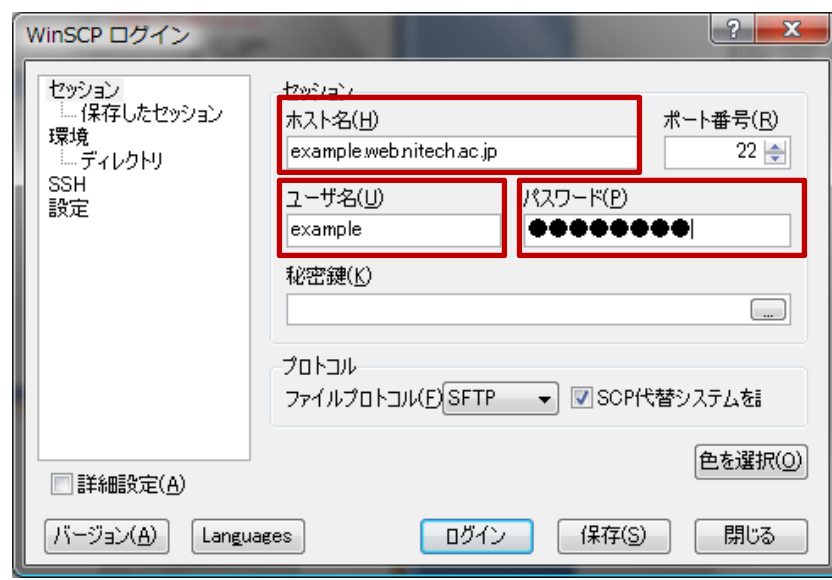 WinSCP ログイン
セッション
保存したセッション
環境
ディレクトリ
SSH
設定
セッション
ホスト名(H)
ポート番号(R)
example.web.nitech.ac.jp
22
ユーザ名(U)
パスワード(P)
example
●●●●●●●●
秘密鍵(K)
...
プロトコル
ファイルプロトコル(F) SFTP
SCP代替システムを
色を選択(O)
詳細設定(A)
バージョン(A)
Languages
ログイン
保存(S)
閉じる